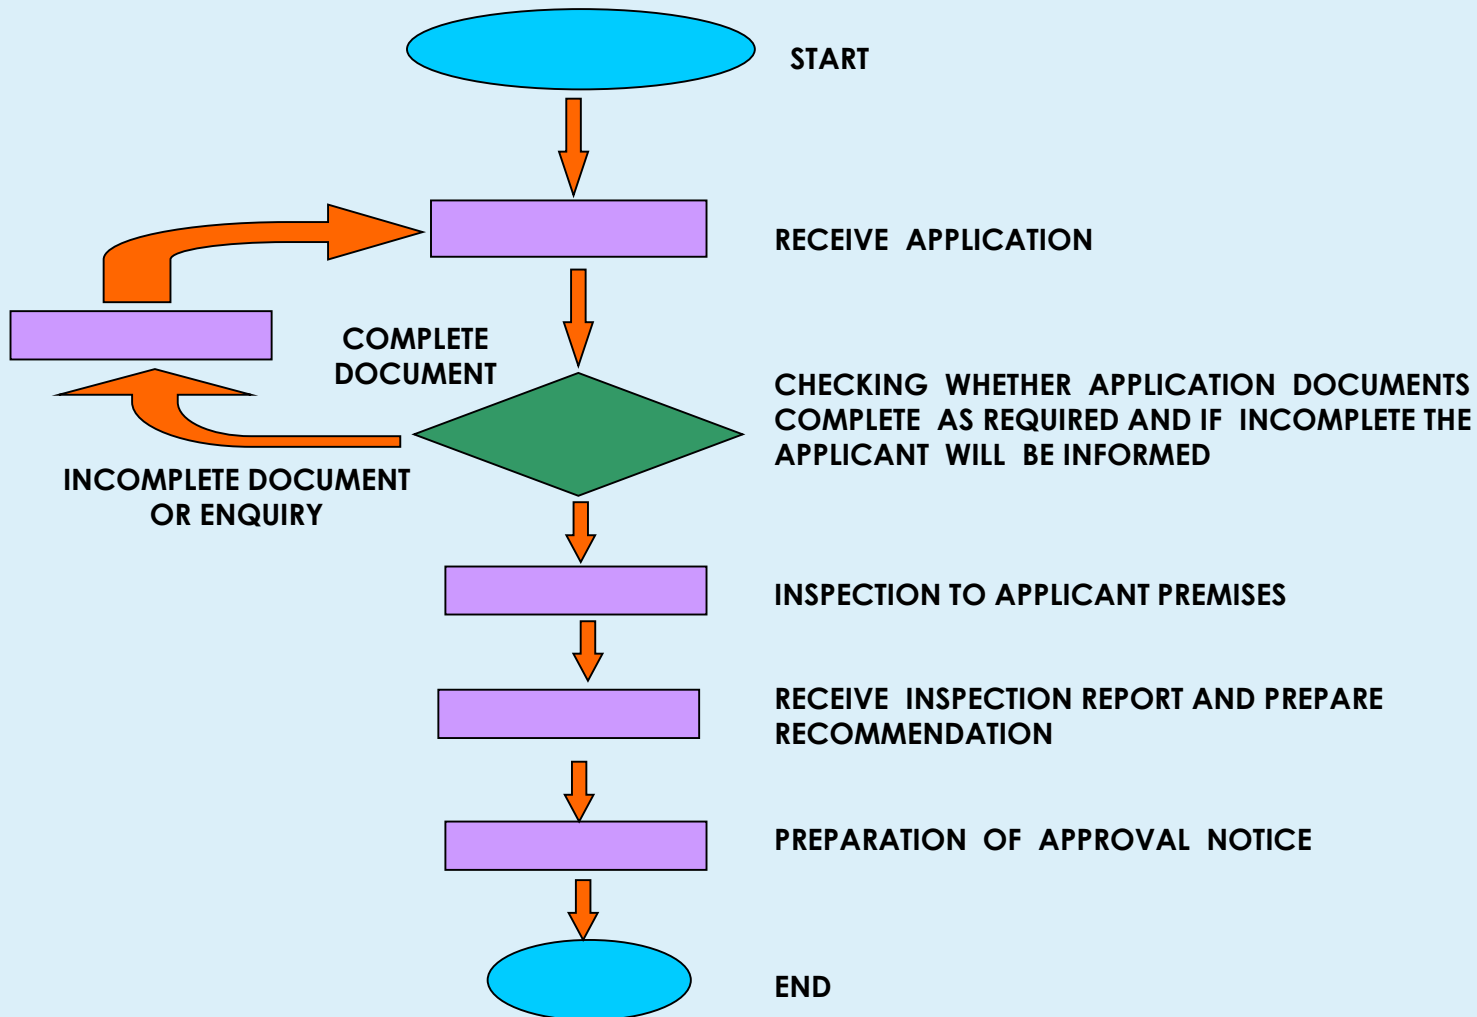 START
RECEIVE APPLICATION
COMPLETE
DOCUMENT
CHECKING WHETHER APPLICATION DOCUMENTS
COMPLETE AS REQUIRED AND IF INCOMPLETE THE
APPLICANT WILL BE INFORMED
INCOMPLETE DOCUMENT
OR ENQUIRY
INSPECTION TO APPLICANT PREMISES
RECEIVE INSPECTION REPORT AND PREPARE
RECOMMENDATION
PREPARATION OF APPROVAL NOTICE
END